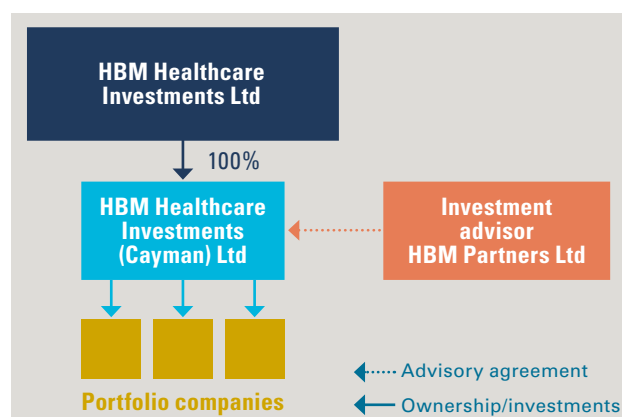 HBM Healthcare
Investments Ltd
100%
HBM Healthcare
Investments
(Cayman) Ltd
Investment
advisor
HBM Partners Ltd
Portfolio companies
Advisory agreement
Ownership/investments